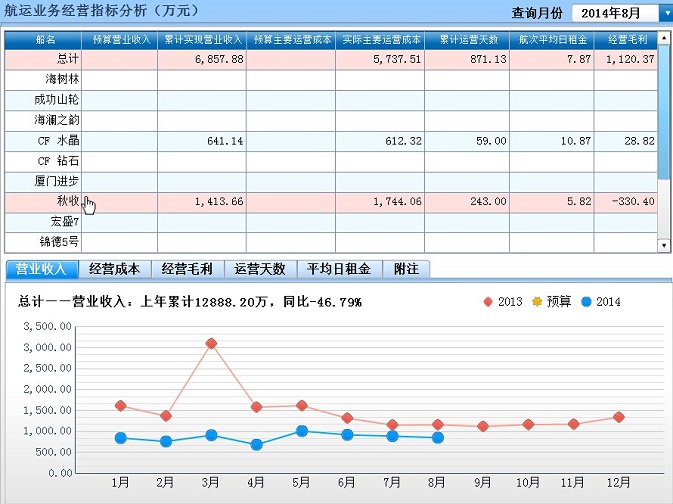 航运业务经营指标分析（万元）
查询月份 2014年8月
船名 预算营业收入 累计实现营业收入 预算主要运营成本 实际主要运营成本 累计运营天数 航次平均日租金 经营毛利
总计 6,857.88 5,737.51 871.13 7.87 1,120.37
海树林
成功山轮
海澜之韵
CF 水晶 641.14 612.32 59.00 10.87 28.82
CF 钻石
厦门进步
秋收 1,413.66 1,744.06 243.00 5.82 -330.40
宏盛7
锦德5号
营业收入 经营成本 经营毛利 运营天数 平均日租金 附注
总计——营业收入：上年累计12888.20万，同比-46.79%
2013 预算 2014
3,500.00
3,000.00
2,500.00
2,000.00
1,500.00
1,000.00
500.00
0.00
1月 2月 3月 4月 5月 6月 7月 8月 9月 10月 11月 12月